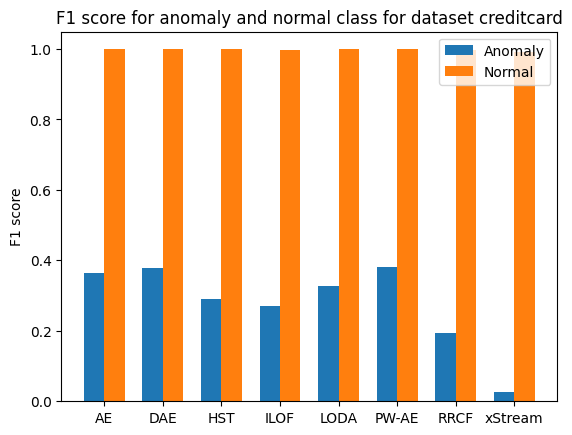 F1 score for anomaly and normal class for dataset creditcard
Anomaly
Normal
F1 score
1.0
0.8
0.6
0.4
0.2
0.0
AE DAE HST ILOF LODA PW-AE RRCF xStream